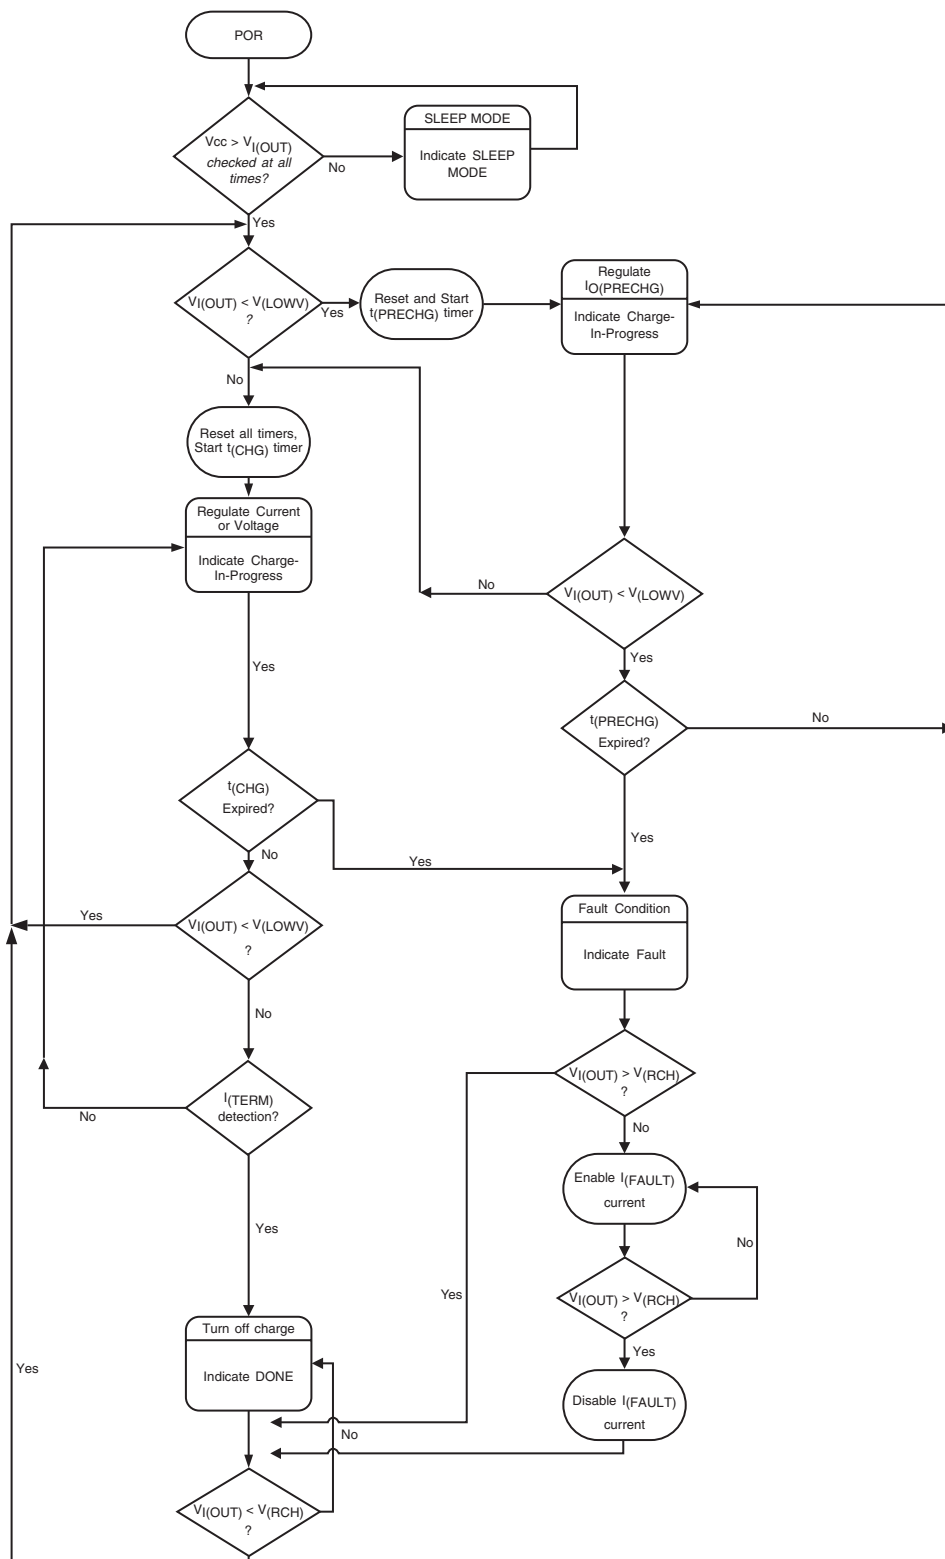 POR
Vcc > VI(OUT)
checked at all
times?
No
SLEEP MODE
Indicate SLEEP
MODE
Yes
VI(OUT) < V(LOWV)
?
Yes
Reset and Start
t(PRECHG) timer
Regulate
IO(PRECHG)
Indicate Charge-
In-Progress
No
Reset all timers,
Start t(CHG) timer
Regulate Current
or Voltage
Indicate Charge-
In-Progress
No
VI(OUT) < V(LOWV)
Yes
Yes
t(PRECHG)
Expired?
No
t(CHG)
Expired?
Yes
Yes
No
VI(OUT) < V(LOWV)
?
Yes
Fault Condition
Indicate Fault
No
VI(OUT) > V(RCH)
?
I(TERM)
detection?
No
No
Enable I(FAULT)
current
Yes
No
VI(OUT) > V(RCH)
?
Yes
Yes
Turn off charge
Indicate DONE
Yes
Disable I(FAULT)
current
No
VI(OUT) < V(RCH)
?